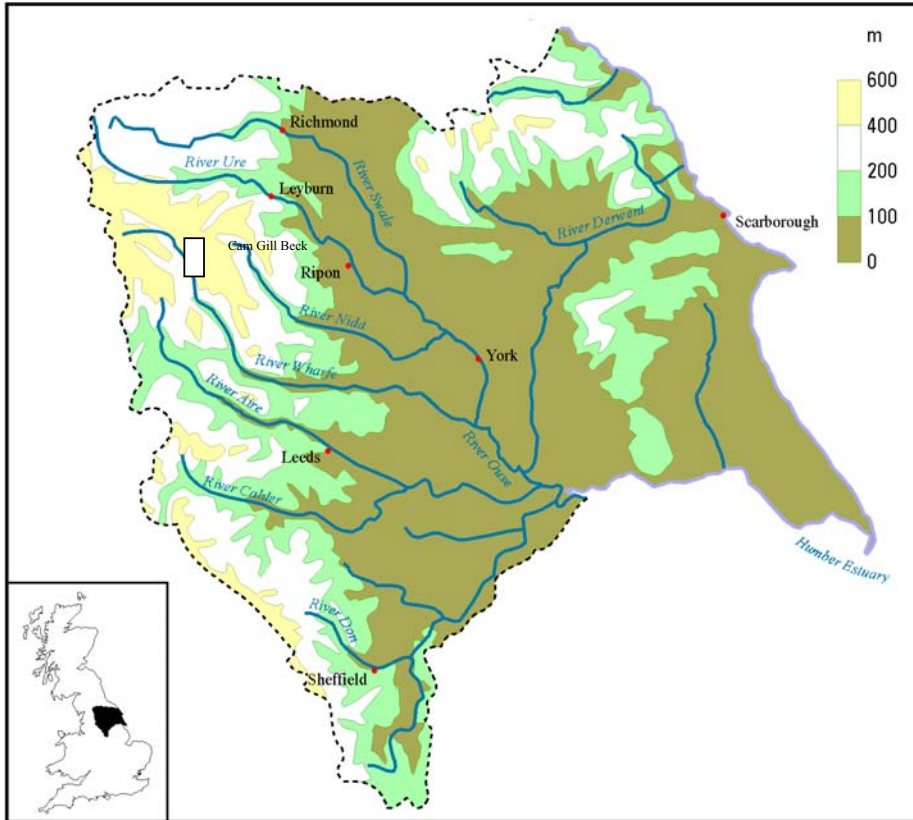 m
600
400
200
100
0
Richmond
River Ure
River Swale
Leyburn
Scarborough
River Derwent
Cam Gill Beck
Ripon
River Nidd
York
River Wharfe
River Aire
Leeds
River Ouse
River Calder
Humber Estuary
River Don
Sheffield